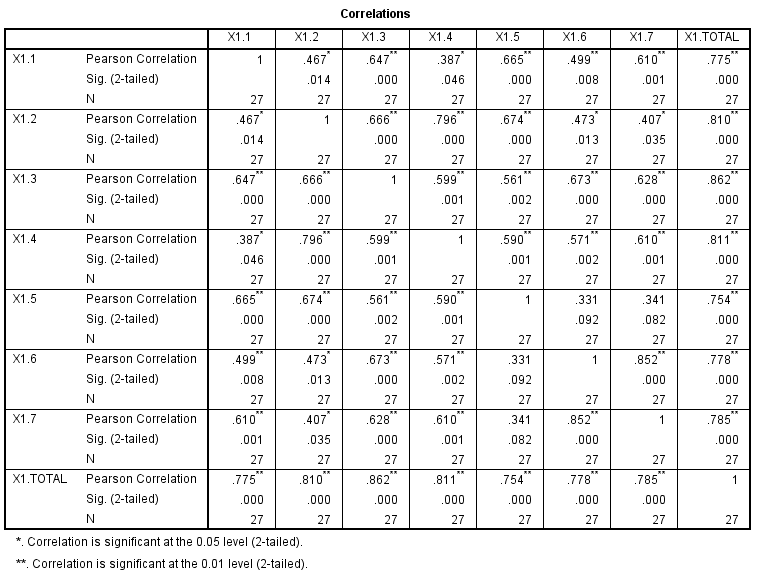 Correlations
X1.1 X1.2 X1.3 X1.4 X1.5 X1.6 X1.7 X1.TOTAL
X1.1 Pearson Correlation 1 .467* .647** .387* .665** .499** .610** .775**
Sig. (2-tailed) .014 .000 .046 .000 .008 .001 .000
N 27 27 27 27 27 27 27 27
X1.2 Pearson Correlation .467* 1 .666** .796** .674** .473* .407* .810**
Sig. (2-tailed) .014 .000 .000 .000 .013 .035 .000
N 27 27 27 27 27 27 27 27
X1.3 Pearson Correlation .647** .666** 1 .599** .561** .673** .628** .862**
Sig. (2-tailed) .000 .000 .001 .002 .000 .000 .000
N 27 27 27 27 27 27 27 27
X1.4 Pearson Correlation .387* .796** .599** 1 .590** .571** .610** .811**
Sig. (2-tailed) .046 .000 .001 .001 .002 .001 .000
N 27 27 27 27 27 27 27 27
X1.5 Pearson Correlation .665** .674** .561** .590** 1 .331 .341 .754**
Sig. (2-tailed) .000 .000 .002 .001 .092 .082 .000
N 27 27 27 27 27 27 27 27
X1.6 Pearson Correlation .499** .473* .673** .571** .331 1 .852** .778**
Sig. (2-tailed) .008 .013 .000 .002 .092 .000 .000
N 27 27 27 27 27 27 27 27
X1.7 Pearson Correlation .610** .407* .628** .610** .341 .852** 1 .785**
Sig. (2-tailed) .001 .035 .000 .001 .082 .000 .000
N 27 27 27 27 27 27 27 27
X1.TOTAL Pearson Correlation .775** .810** .862** .811** .754** .778** .785** 1
Sig. (2-tailed) .000 .000 .000 .000 .000 .000 .000
N 27 27 27 27 27 27 27 27
*. Correlation is significant at the 0.05 level (2-tailed).
**. Correlation is significant at the 0.01 level (2-tailed).